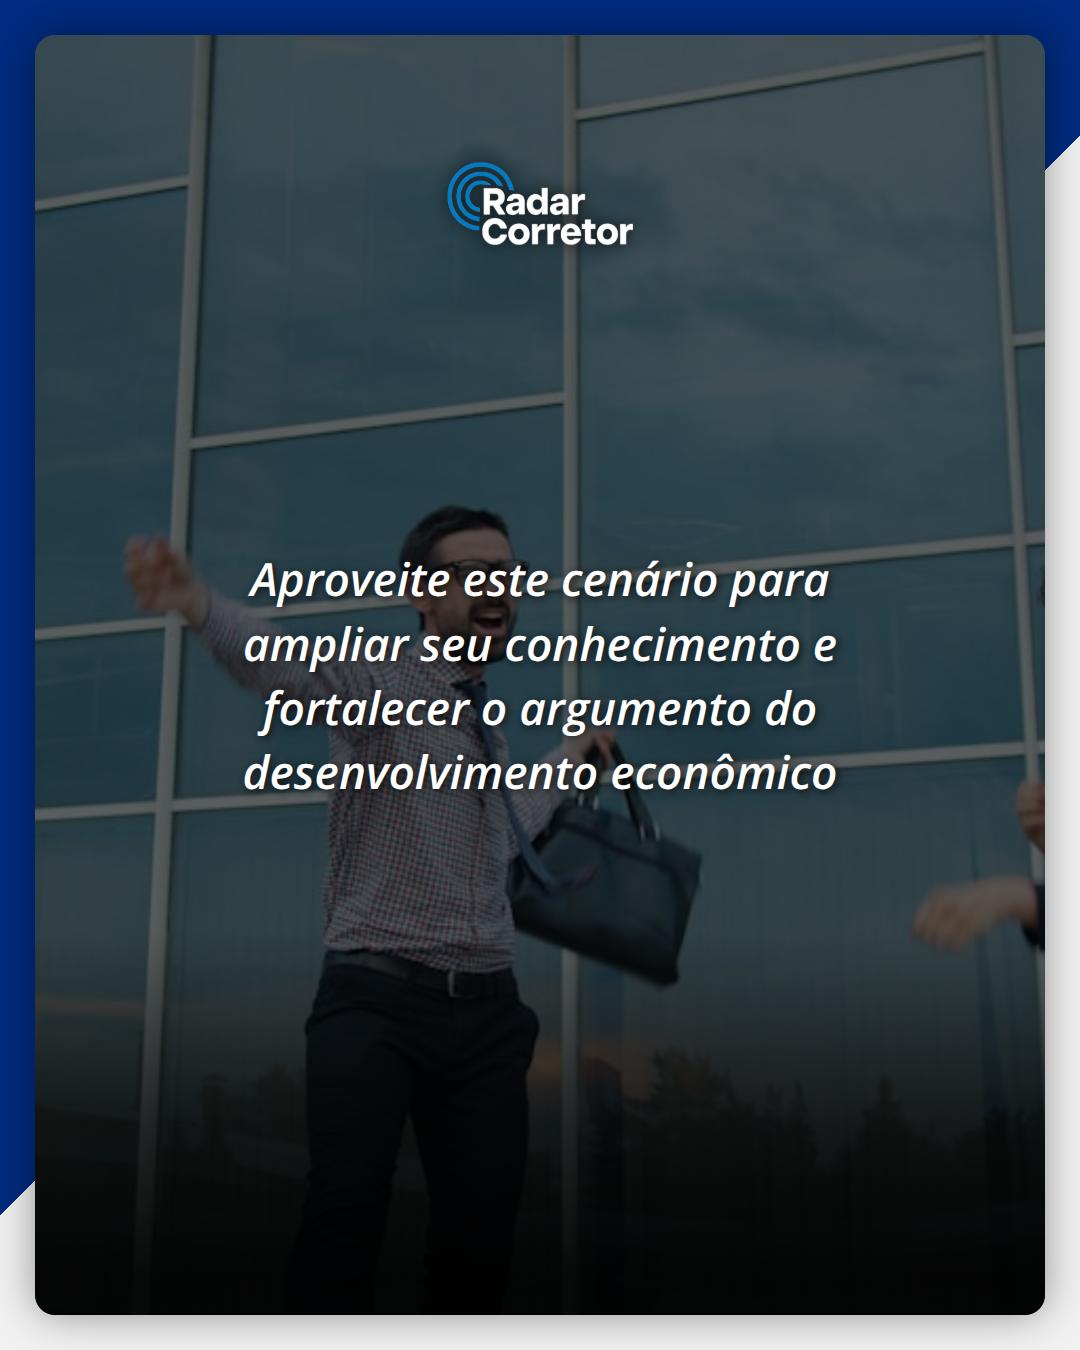 Radar
Corretor
Aproveite este cenário para
ampliar seu conhecimento e
fortalecer o argumento do
desenvolvimento econômico